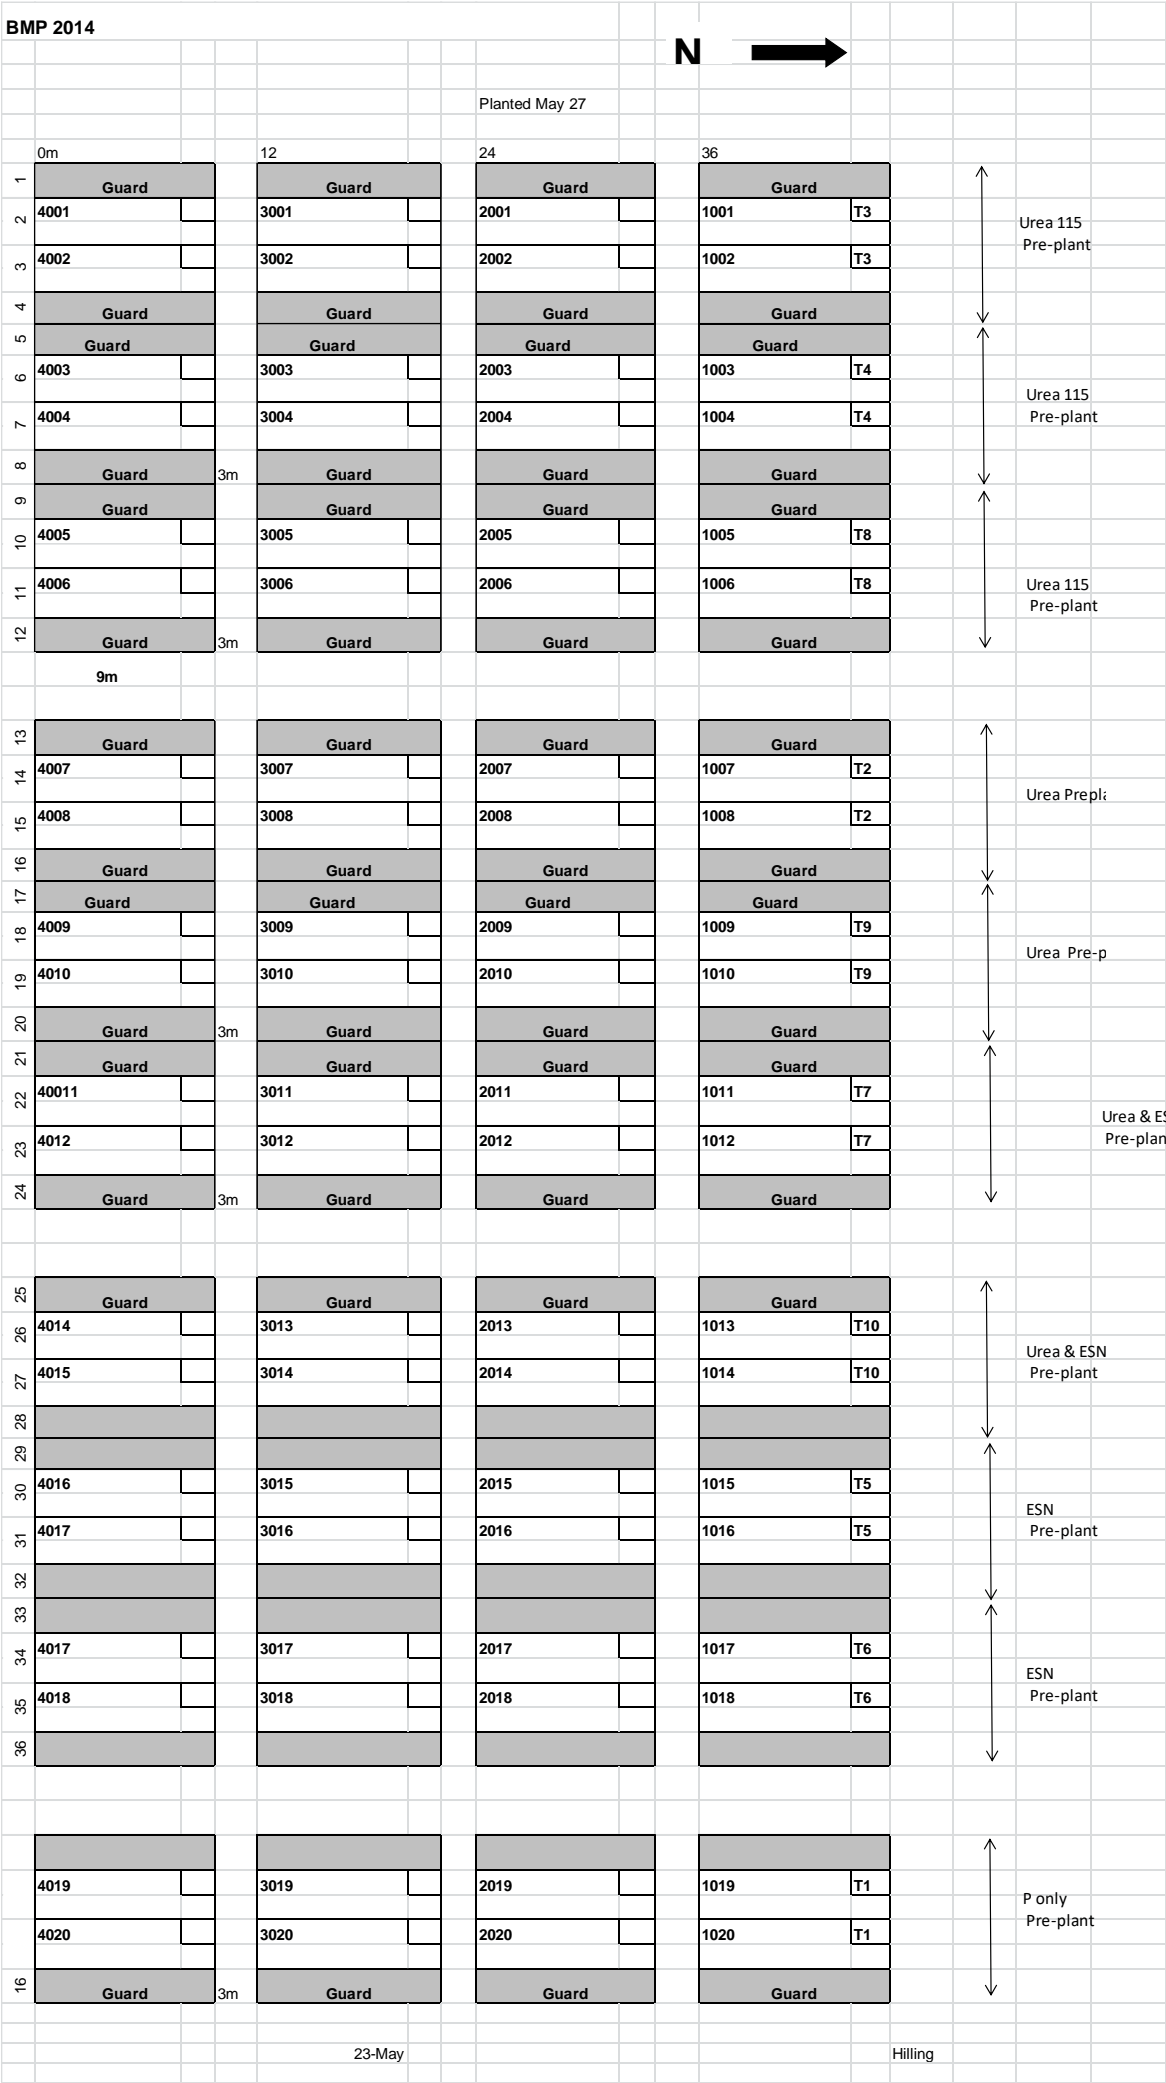 BMP 2014
N
Planted May 27
0m 12 24 36
1 Guard Guard Guard Guard
2 4001 3001 2001 1001 T3
Urea 115
Pre-plant
3 4002 3002 2002 1002 T3
4 Guard Guard Guard Guard
5 Guard Guard Guard Guard
6 4003 3003 2003 1003 T4
Urea 115
Pre-plant
7 4004 3004 2004 1004 T4
8 Guard 3m Guard Guard Guard
9 Guard Guard Guard Guard
10 4005 3005 2005 1005 T8
11 4006 3006 2006 1006 T8
Urea 115
Pre-plant
12 Guard 3m Guard Guard Guard
9m
13 Guard Guard Guard Guard
14 4007 3007 2007 1007 T2
Urea Prepla
15 4008 3008 2008 1008 T2
16 Guard Guard Guard Guard
17 Guard Guard Guard Guard
18 4009 3009 2009 1009 T9
Urea Pre-p
19 4010 3010 2010 1010 T9
20 Guard 3m Guard Guard Guard
21 Guard Guard Guard Guard
22 40011 3011 2011 1011 T7
Urea & ES
Pre-plan
23 4012 3012 2012 1012 T7
24 Guard 3m Guard Guard Guard
25 Guard Guard Guard Guard
26 4014 3013 2013 1013 T10
Urea & ESN
Pre-plant
27 4015 3014 2014 1014 T10
28
29
30 4016 3015 2015 1015 T5
ESN
Pre-plant
31 4017 3016 2016 1016 T5
32
33
34 4017 3017 2017 1017 T6
ESN
Pre-plant
35 4018 3018 2018 1018 T6
36
4019 3019 2019 1019 T1
P only
Pre-plant
4020 3020 2020 1020 T1
16 Guard 3m Guard Guard Guard
23-May Hilling